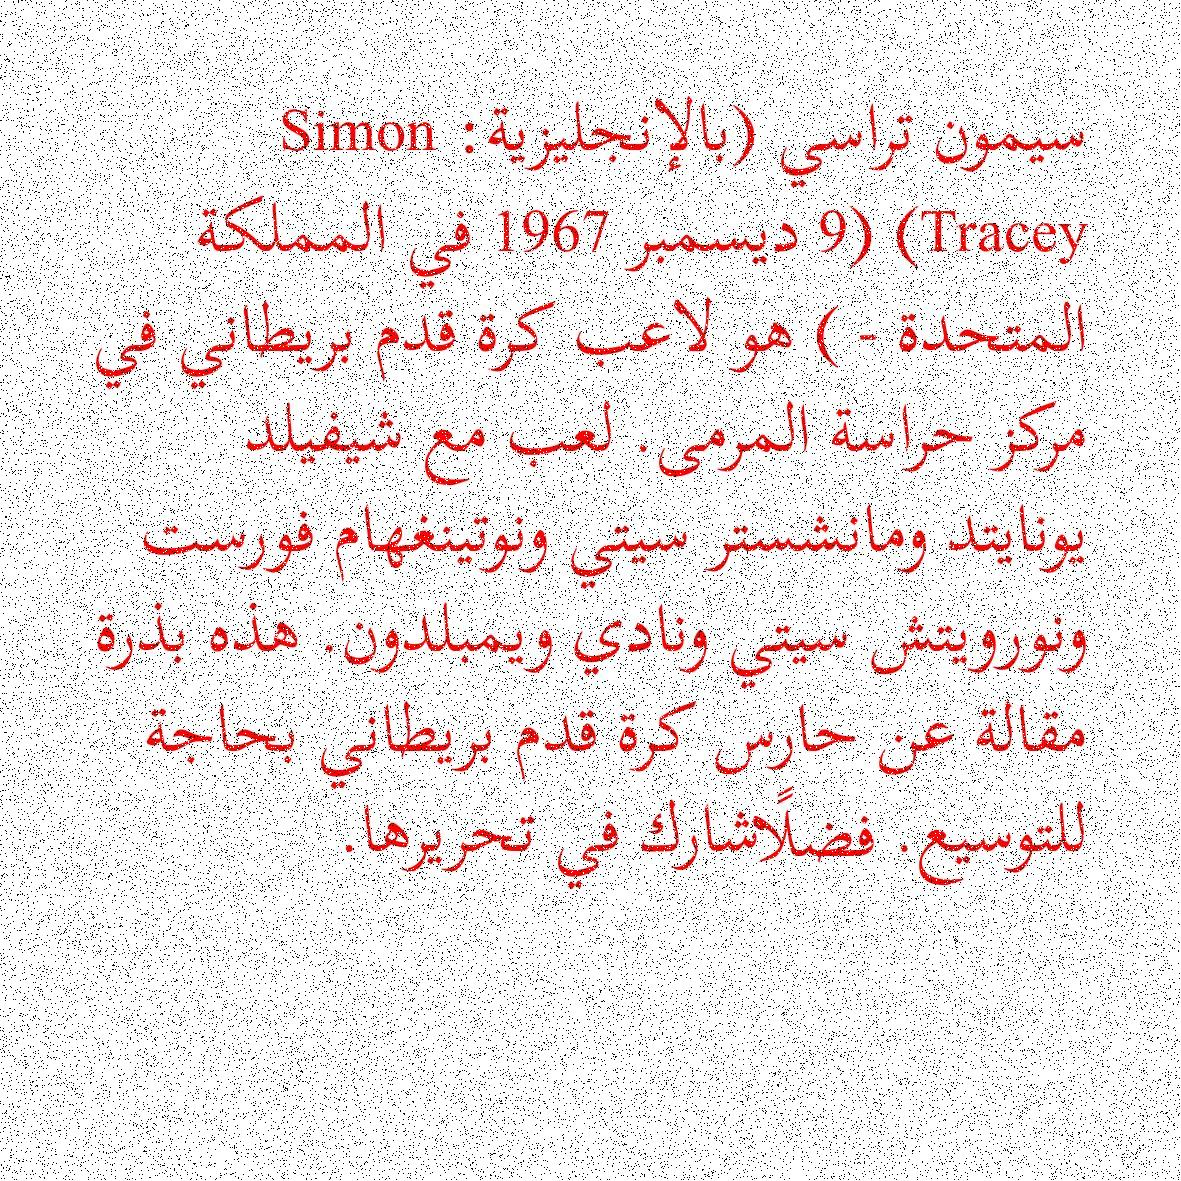 سيمون تراسي (بالإنجليزية: Simon
Tracey) (9 ديسمبر 1967 في المملكة
المتحدة - ) هو لاعب كرة قدم بريطاني في
مركز حراسة المرمى. لعب مع شيفيلد
يونايتد ومانشستر سيتي ونوتينغهام فورست
ونورويتش سيتي ونادي ويمبلدون. هذه بذرة
مقالة عن حارس كرة قدم بريطاني بحاجة
للتوسيع. فضلًاشارك في تحريرها.